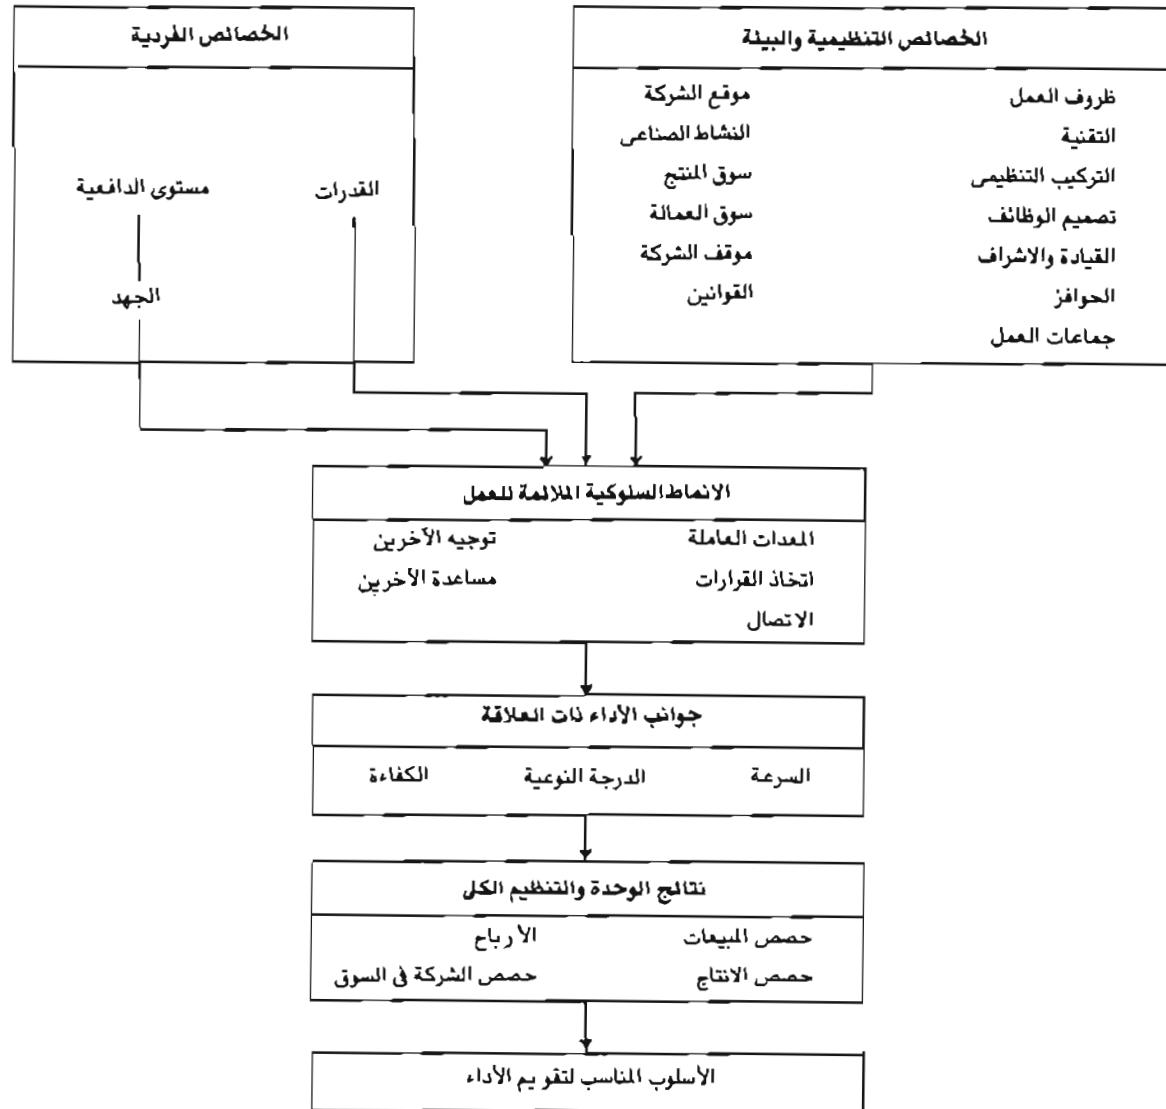 الخصائص التنظيمية والبيئة
ظروف العمل
التقنية
التركيب التنظيمى
تصميم الوظائف
القيادة والاشراف
الحوافز
جماعات العمل
موقع الشركة
النشاط الصناعى
سوق المنتج
سوق العمالة
موقف الشركة
القوانين
الخصائص الفردية
القدرات
مستوى الدافعية
الجهد
الانماط السلوكية الملائمة للعمل
المعدات العاملة
اتخاذ القرارات
الاتصال
توجيه الآخرين
مساعدة الآخرين
جوانب الأداء ذات العلاقة
السرعة
الدرجة النوعية
الكفاءة
نتائج الوحدة والتنظيم الكلى
حصص المبيعات
حصص الانتاج
الأرباح
حصص الشركة فى السوق
الأسلوب المناسب لتقويم الأداء